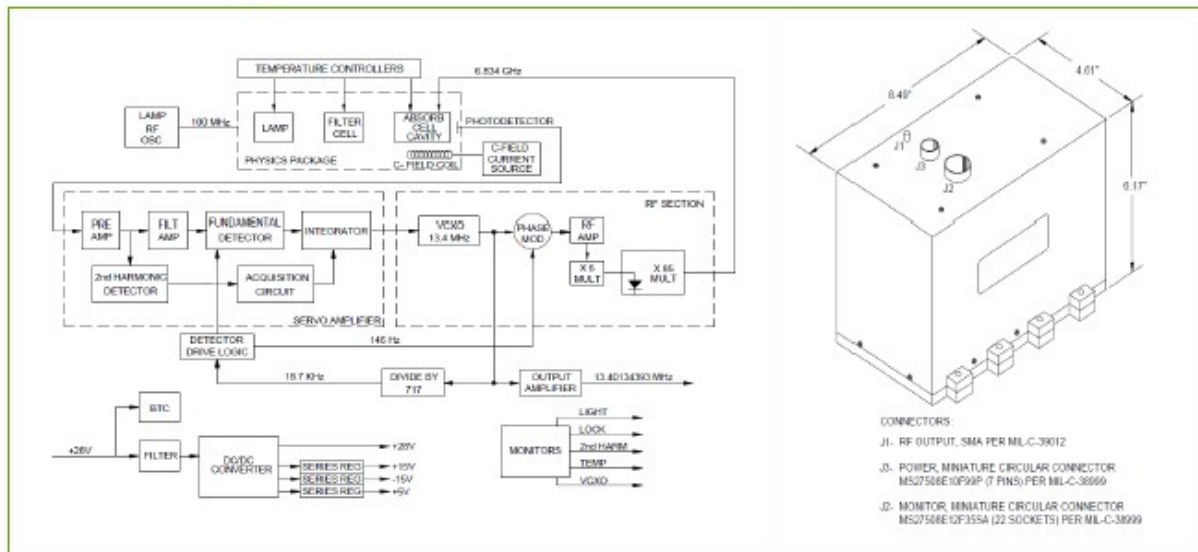 TEMPERATURE CONTROLLERS
6.834 GHz
LAMP
RF
OSC
100 MHz
LAMP
FILTER
CELL
ABSORB
CELL
CAVITY
PHOTODETECTOR
PHYSICS PACKAGE
C- FIELD COIL
C-FIELD
CURRENT
SOURCE
RF SECTION
PRE
AMP
FILT
AMP
FUNDAMENTAL
DETECTOR
INTEGRATOR
VCXO
13.4 MHz
PHASE
MOD
RF
AMP
2nd HARMONIC
DETECTOR
ACQUISITION
CIRCUIT
X 6
MULT
X 85
MULT
SERVO AMPLIFIER
DETECTOR
DRIVE LOGIC
146 Hz
18.7 KHz
DIVIDE BY
717
OUTPUT
AMPLIFIER
13.40134393 MHz
BTC
+28V
FILTER
DC/DC
CONVERTER
+28V
SERIES REG
+15V
SERIES REG
-15V
SERIES REG
+5V
MONITORS
LIGHT
LOCK
2nd HARM
TEMP
VCXO
8.49"
4.61"
6.17"
J1
J3
J2
CONNECTORS:
J1- RF OUTPUT, SMA PER MIL-C-39012
J3- POWER, MINIATURE CIRCULAR CONNECTOR
MS27508E10F99P (7 PINS) PER MIL-C-38999
J2- MONITOR, MINIATURE CIRCULAR CONNECTOR
MS27508E12F35SA (22 SOCKETS) PER MIL-C-38999